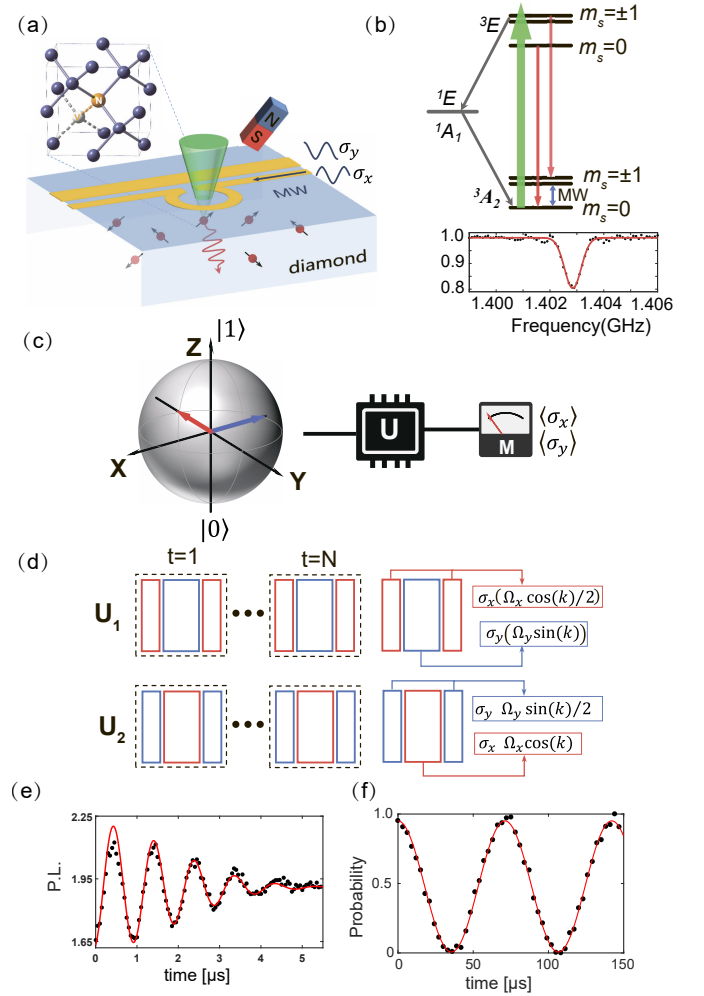 (a)
N
V
N
S
σy
σx
MW
diamond
(b)
³E
mₛ=±1
mₛ=0
¹E
¹A₁
³A₂
mₛ=±1
MW
mₛ=0
1.0
0.9
0.8
1.400
1.402
1.404
1.406
Frequency(GHz)
(c)
Z
|1⟩
X
Y
|0⟩
U
M
⟨σx⟩
⟨σy⟩
(d)
t=1
t=N
U₁
σx(Ωx cos(k)/2)
σy(Ωy sin(k))
U₂
σy Ωy sin(k)/2
σx Ωx cos(k)
(e)
2.25
1.95
1.65
P.L.
0 1 2 3 4 5
time [µs]
(f)
1.0
0.5
0
Probability
0 50 100 150
time [µs]